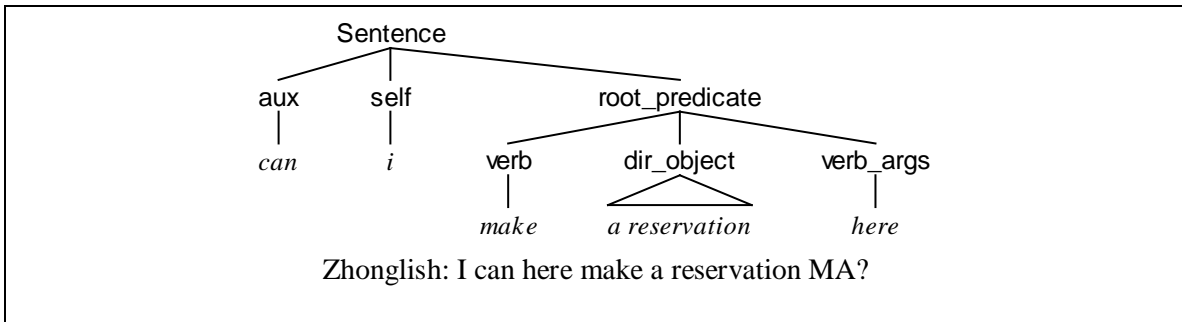 Sentence
aux self root_predicate
can i verb dir_object verb_args
make a reservation here
Zhonglish: I can here make a reservation MA?